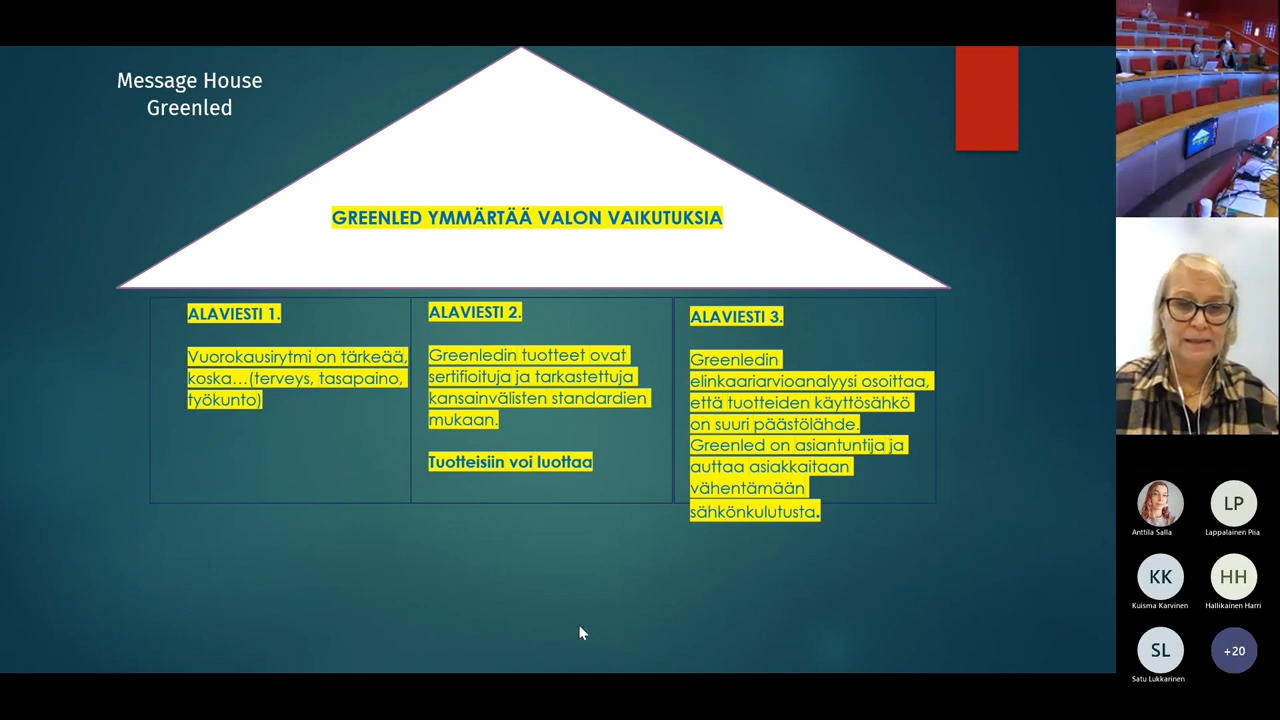 Message House
Greenled
GREENLED YMMÄRTÄÄ VALON VAIKUTUKSIA
ALAVIESTI 1.
Vuorokausirytmi on tärkeää,
koska...(terveys, tasapaino,
työkunto)
ALAVIESTI 2.
Greenledin tuotteet ovat
sertifioituja ja tarkastettuja
kansainvälisten standardien
mukaan.
Tuotteisiin voi luottaa
ALAVIESTI 3.
Greenledin
elinkaariarvioanalyysi osoittaa,
että tuotteiden käyttösähkö
on suuri päästölähde.
Greenled on asiantuntija ja
auttaa asiakkaitaan
vähentämään
sähkönkulutusta.
Anttila Salla
LP
Lappalainen Piia
KK
Kuisma Karvinen
HH
Hallikainen Harri
SL
Satu Lukkarinen
+20